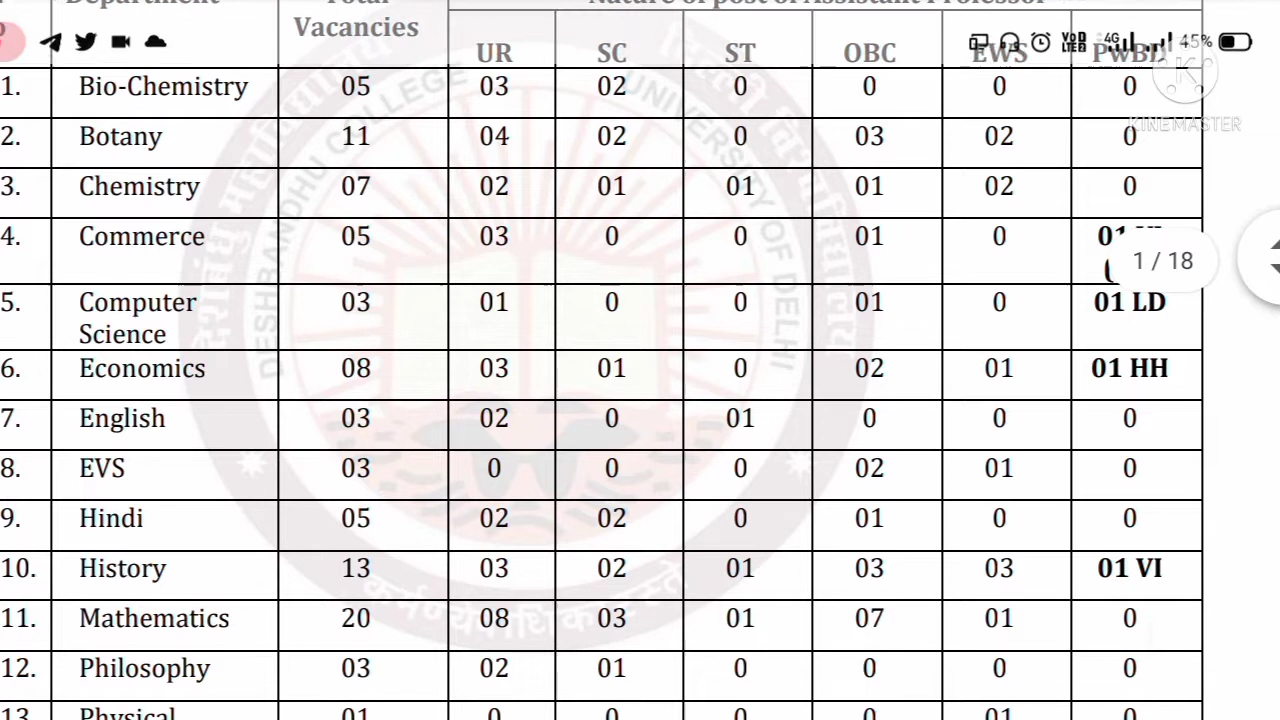 Department Total Nature of post of Assistant Professor
Vacancies
45%
UR SC ST OBC EWS PwBD
1. Bio-Chemistry 05 03 02 0 0 0 0
KINEMASTER
2. Botany 11 04 02 0 03 02 0
3. Chemistry 07 02 01 01 01 02 0
4. Commerce 05 03 0 0 01 0 01
1 / 18
5. Computer 03 01 0 0 01 0 01 LD
Science
6. Economics 08 03 01 0 02 01 01 HH
7. English 03 02 0 01 0 0 0
8. EVS 03 0 0 0 02 01 0
9. Hindi 05 02 02 0 01 0 0
10. History 13 03 02 01 03 03 01 VI
11. Mathematics 20 08 03 01 07 01 0
12. Philosophy 03 02 01 0 0 0 0
13. Physical 01 0 0 0 0 01 0
DESHBANDHU COLLEGE UNIVERSITY OF DELHI